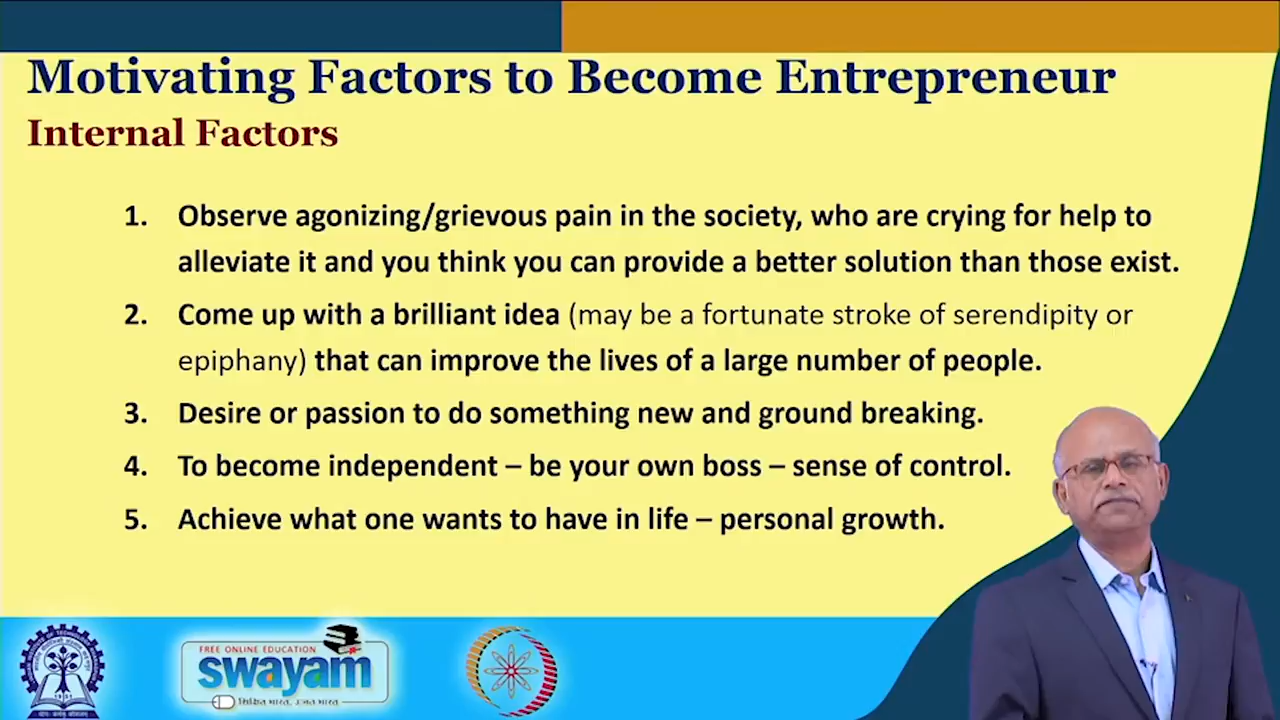 Motivating Factors to Become Entrepreneur
Internal Factors
1. Observe agonizing/grievous pain in the society, who are crying for help to
alleviate it and you think you can provide a better solution than those exist.
2. Come up with a brilliant idea (may be a fortunate stroke of serendipity or
epiphany) that can improve the lives of a large number of people.
3. Desire or passion to do something new and ground breaking.
4. To become independent – be your own boss – sense of control.
5. Achieve what one wants to have in life – personal growth.
FREE ONLINE EDUCATION
swayam
शिक्षित भारत, उन्नत भारत